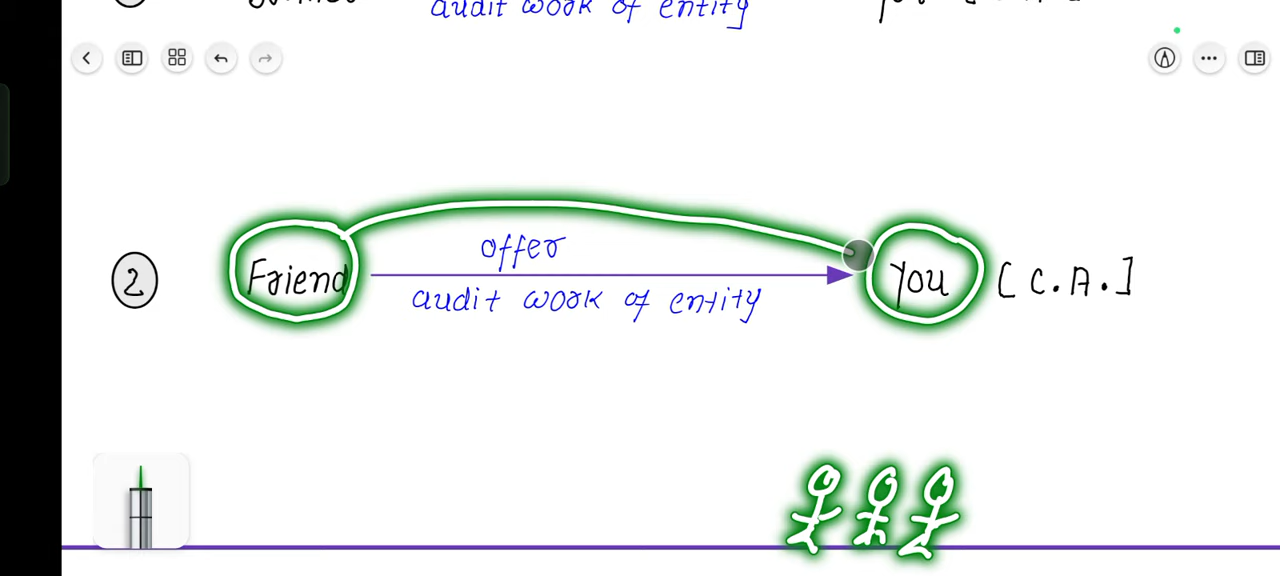 audit work of entity
2 Friend offer you [ C.A. ]
audit work of entity